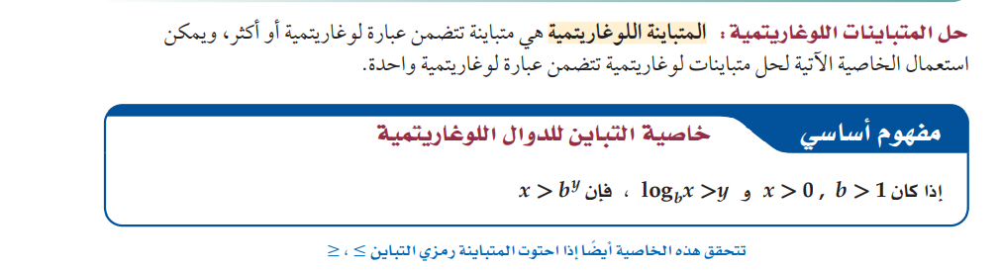 حل المتباينات اللوغاريتمية : المتباينة اللوغاريتمية هي متباينة تتضمن عبارة لوغاريتمية أو أكثر، ويمكن
استعمال الخاصية الآتية لحل متباينات لوغاريتمية تتضمن عبارة لوغاريتمية واحدة.
مفهوم أساسي
خاصية التباين للدوال اللوغاريتمية
إذا كان x > 0 , b > 1 و log_b x > y ، فإن x > b^y
تتحقق هذه الخاصية أيضًا إذا احتوت المتباينة رمزي التباين ≥ ، ≤